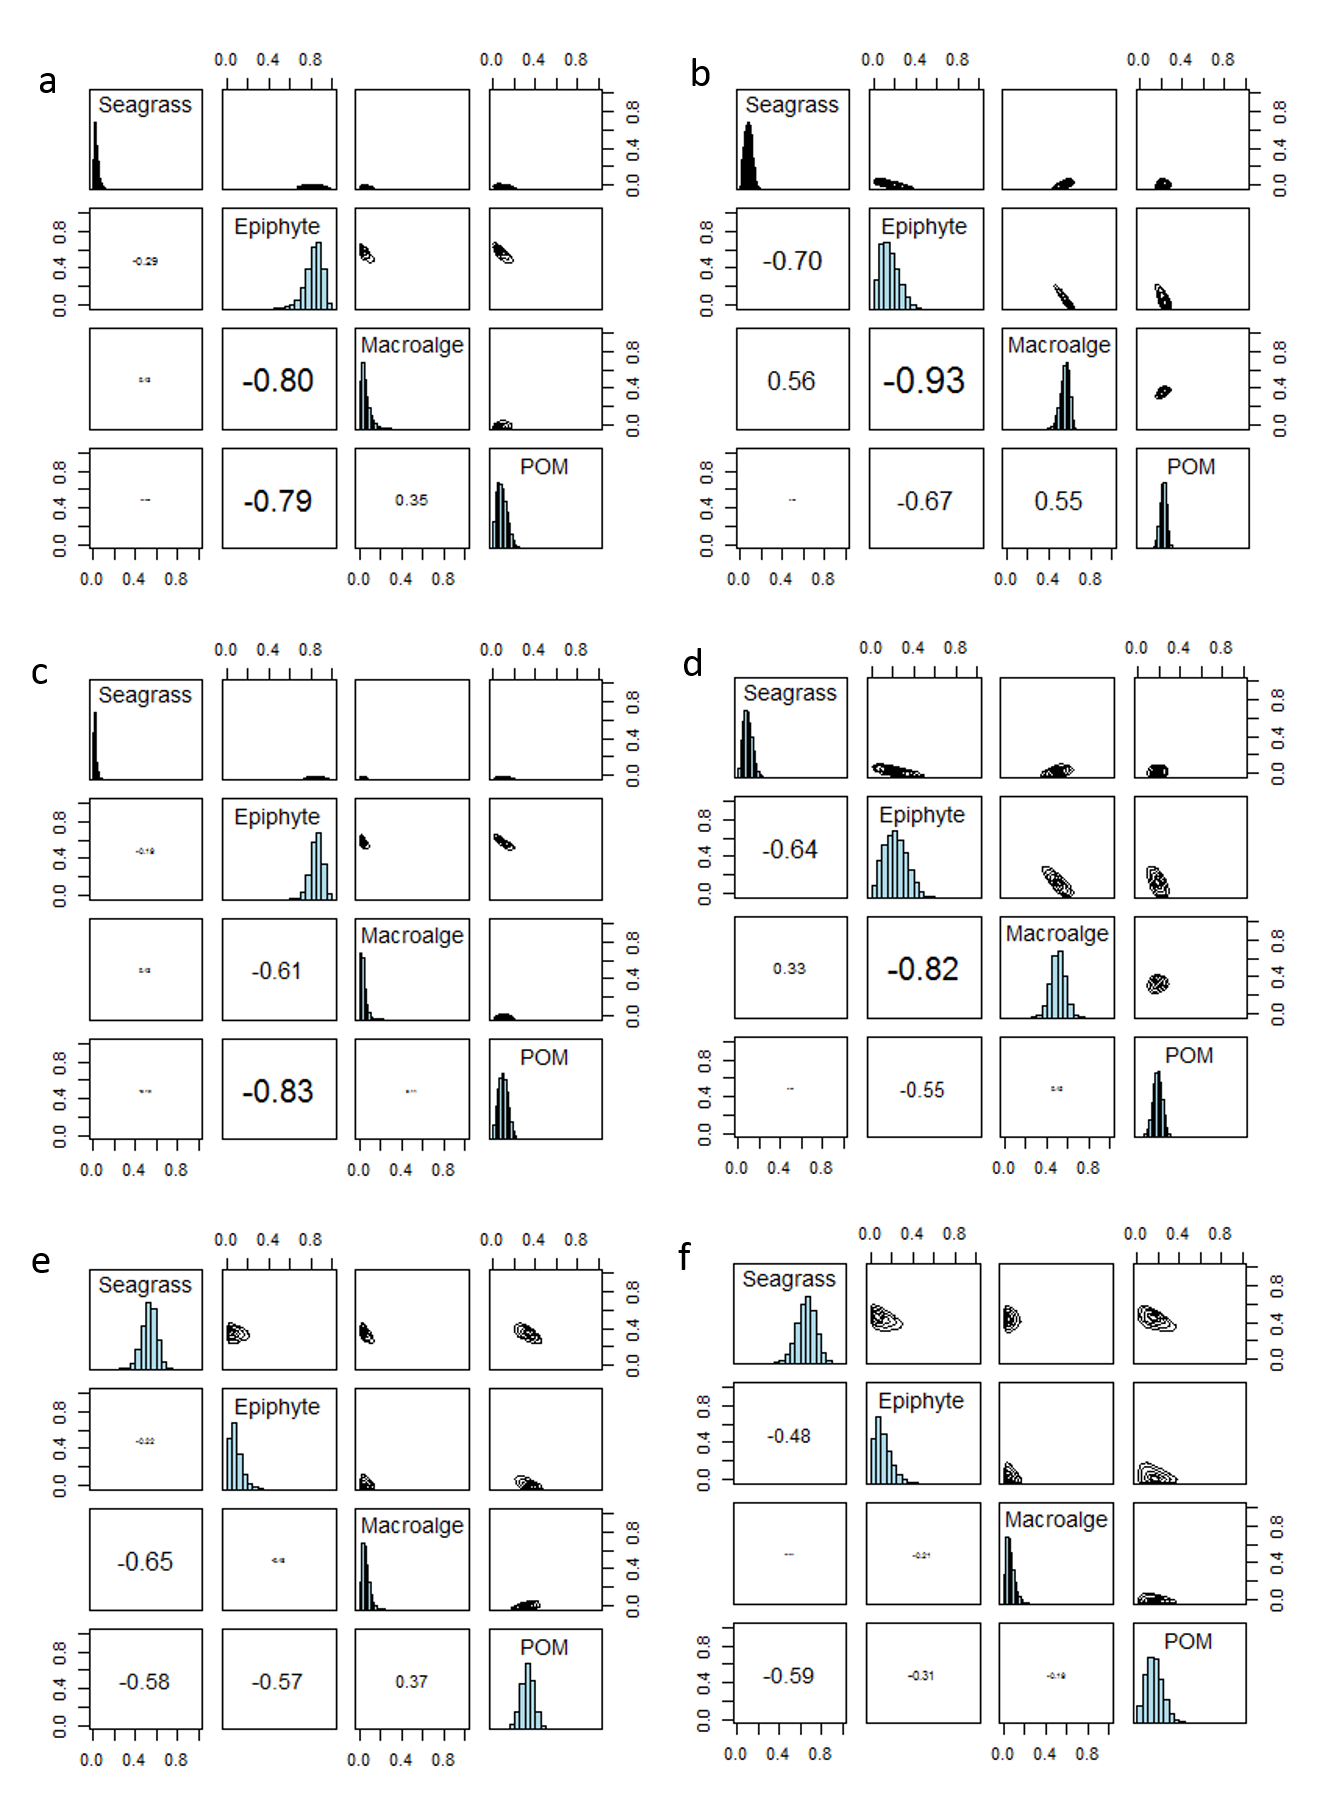 a
0.0 0.4 0.8 0.0 0.4 0.8
Seagrass
0.0 0.4 0.8
0.0 0.4 0.8
-0.29
Epiphyte
-0.80
Macroalge
0.0 0.4 0.8
0.0 0.4 0.8
-0.79
0.35
POM
0.0 0.4 0.8 0.0 0.4 0.8
b
0.0 0.4 0.8 0.0 0.4 0.8
Seagrass
0.0 0.4 0.8
0.0 0.4 0.8
-0.70
Epiphyte
0.56
-0.93
Macroalge
0.0 0.4 0.8
0.0 0.4 0.8
-0.67
0.55
POM
0.0 0.4 0.8 0.0 0.4 0.8
c
0.0 0.4 0.8 0.0 0.4 0.8
Seagrass
0.0 0.4 0.8
0.0 0.4 0.8
-0.19
Epiphyte
-0.61
Macroalge
0.0 0.4 0.8
0.0 0.4 0.8
-0.83
POM
0.0 0.4 0.8 0.0 0.4 0.8
d
0.0 0.4 0.8 0.0 0.4 0.8
Seagrass
0.0 0.4 0.8
0.0 0.4 0.8
-0.64
Epiphyte
0.33
-0.82
Macroalge
0.0 0.4 0.8
0.0 0.4 0.8
-0.55
POM
0.0 0.4 0.8 0.0 0.4 0.8
e
0.0 0.4 0.8 0.0 0.4 0.8
Seagrass
0.0 0.4 0.8
0.0 0.4 0.8
-0.22
Epiphyte
-0.65
Macroalge
0.0 0.4 0.8
0.0 0.4 0.8
-0.58
-0.57
0.37
POM
0.0 0.4 0.8 0.0 0.4 0.8
f
0.0 0.4 0.8 0.0 0.4 0.8
Seagrass
0.0 0.4 0.8
0.0 0.4 0.8
-0.48
Epiphyte
-0.21
Macroalge
0.0 0.4 0.8
0.0 0.4 0.8
-0.59
-0.31
-0.19
POM
0.0 0.4 0.8 0.0 0.4 0.8